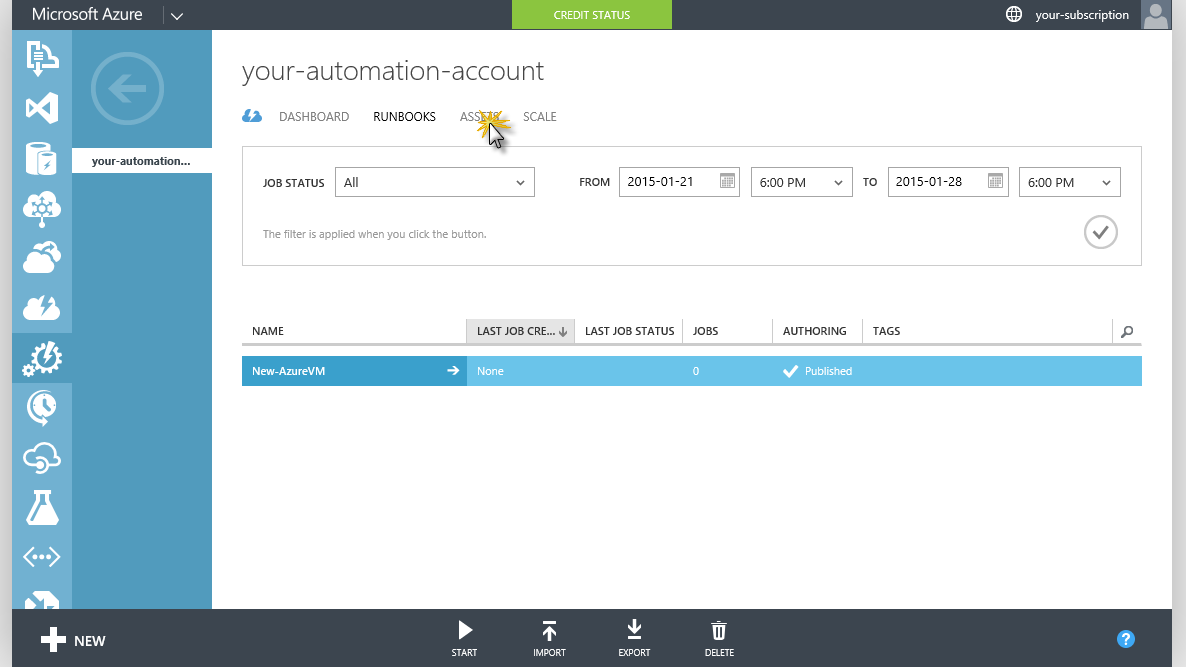 Microsoft Azure
CREDIT STATUS
your-subscription
your-automation-account
your-automation...
DASHBOARD RUNBOOKS ASSETS SCALE
JOB STATUS All FROM 2015-01-21 6:00 PM TO 2015-01-28 6:00 PM
The filter is applied when you click the button.
NAME LAST JOB CRE... LAST JOB STATUS JOBS AUTHORING TAGS
New-AzureVM None 0 Published
NEW
START IMPORT EXPORT DELETE
?